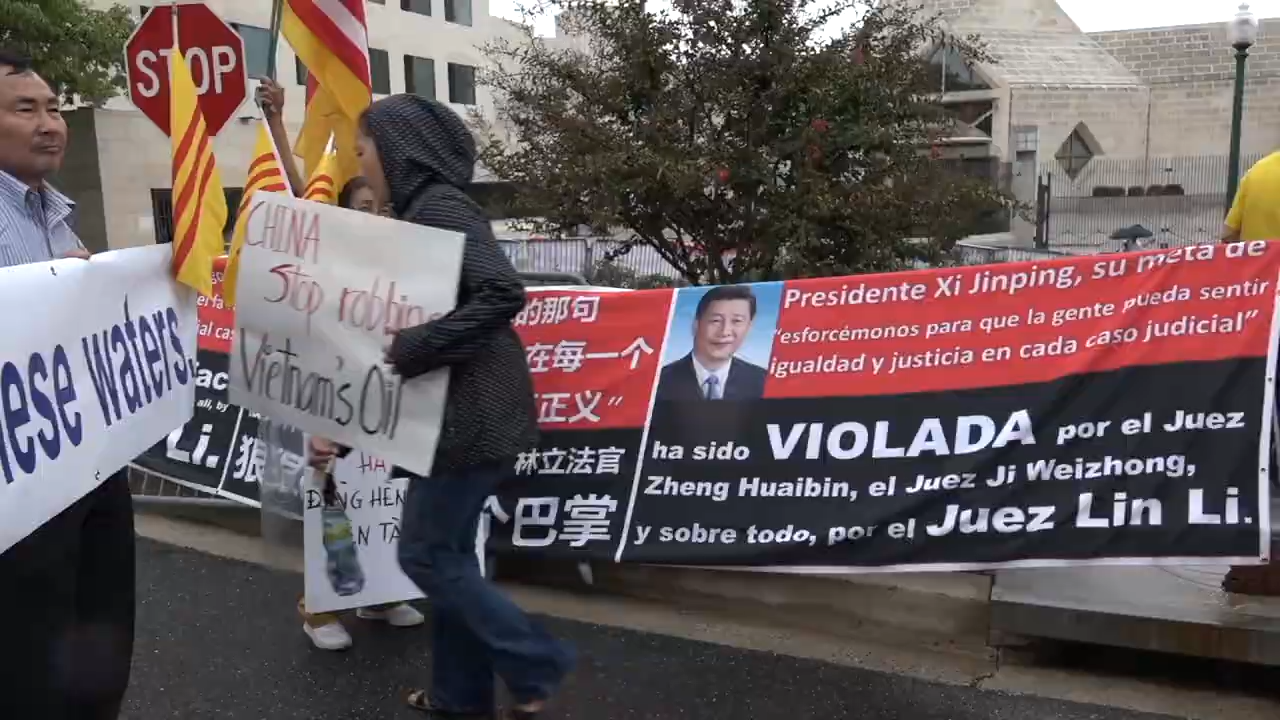 STOP
CHINA
Stop robbing
Vietnam's Oil
ese waters.
Li.
的那句
在每一个
正义”
林立法官
个巴掌
Presidente Xi Jinping, su meta de
“esforcémonos para que la gente pueda sentir
igualdad y justicia en cada caso judicial”
ha sido VIOLADA por el Juez
Zheng Huaibin, el Juez Ji Weizhong,
y sobre todo, por el Juez Lin Li.
HÀ
HÈN